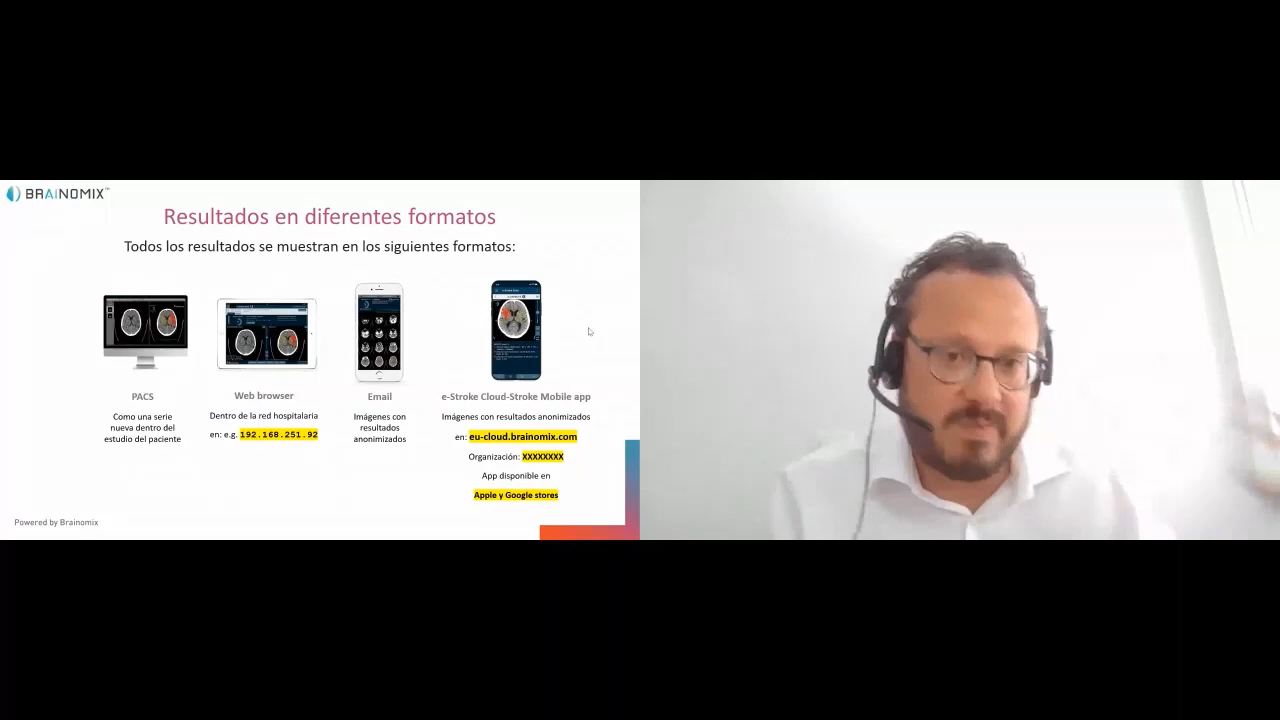 BRAINOMIX™
Resultados en diferentes formatos
Todos los resultados se muestran en los siguientes formatos:
PACS
Como una serie
nueva dentro del
estudio del paciente
Web browser
Dentro de la red hospitalaria
en: e.g. 192.168.251.92
Email
Imágenes con
resultados
anonimizados
e-Stroke Cloud-Stroke Mobile app
Imágenes con resultados anonimizados
en: eu-cloud.brainomix.com
Organización: XXXXXXXX
App disponible en
Apple y Google stores
Powered by Brainomix